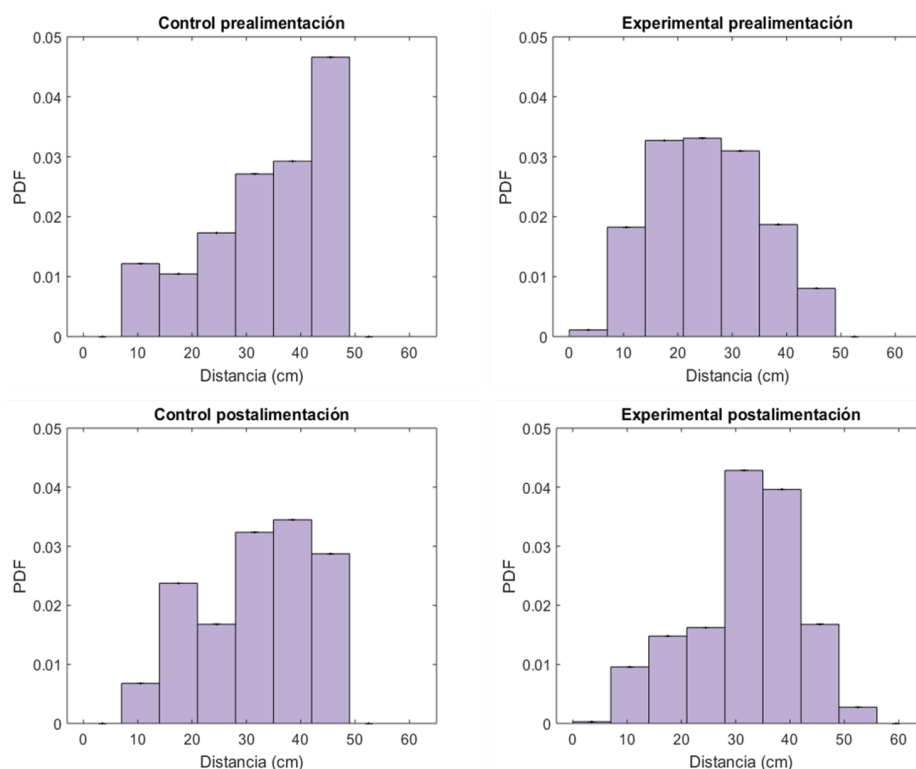 Control prealimentación
0.05
0.04
0.03
0.02
0.01
0
PDF
0 10 20 30 40 50 60
Distancia (cm)
Experimental prealimentación
0.05
0.04
0.03
0.02
0.01
0
PDF
0 10 20 30 40 50 60
Distancia (cm)
Control postalimentación
0.05
0.04
0.03
0.02
0.01
0
PDF
0 10 20 30 40 50 60
Distancia (cm)
Experimental postalimentación
0.05
0.04
0.03
0.02
0.01
0
PDF
0 10 20 30 40 50 60
Distancia (cm)